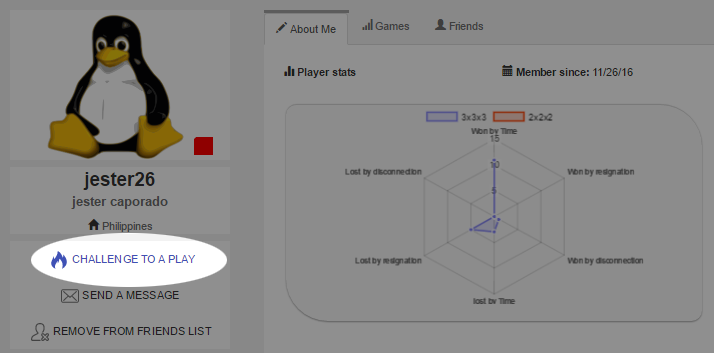 About Me
Games
Friends
Player stats
Member since: 11/26/16
3x3x3
2x2x2
Won by Time
15
10
5
Lost by disconnection
Won by resignation
Lost by resignation
Won by disconnection
lost by Time
jester26
jester caporado
Philippines
CHALLENGE TO A PLAY
SEND A MESSAGE
REMOVE FROM FRIENDS LIST